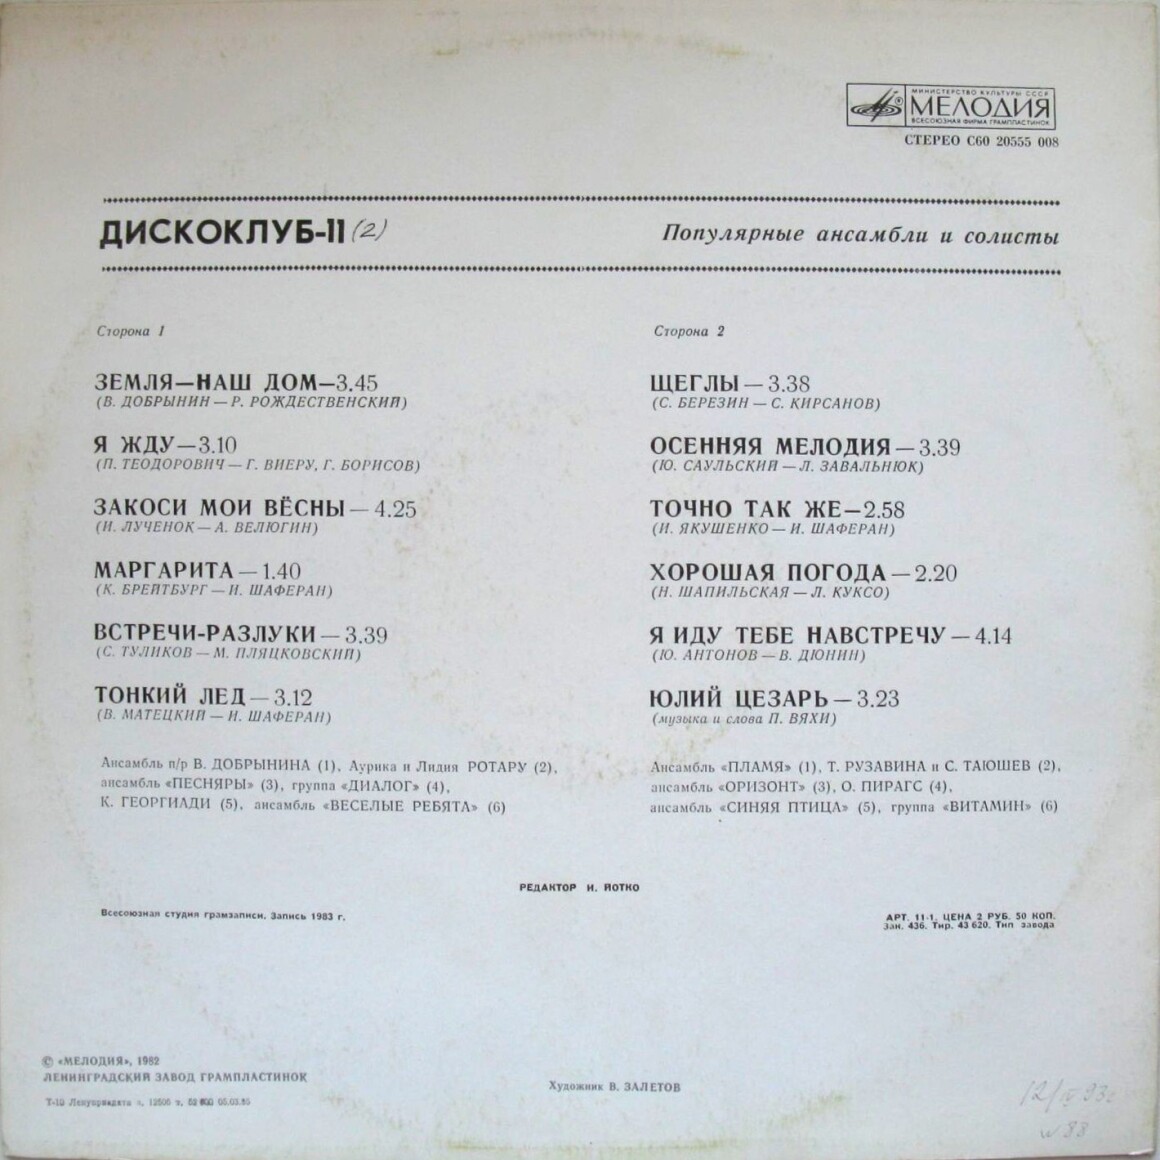 МИНИСТЕРСТВО КУЛЬТУРЫ СССР
МЕЛОДИЯ
ВСЕСОЮЗНАЯ ФИРМА ГРАМПЛАСТИНОК
СТЕРЕО С60 20555 008
ДИСКОКЛУБ-11 (2)
Популярные ансамбли и солисты
Сторона 1
ЗЕМЛЯ—НАШ ДОМ—3.45
(В. ДОБРЫНИН — Р. РОЖДЕСТВЕНСКИЙ)
Я ЖДУ—3.10
(П. ТЕОДОРОВИЧ — Г. ВИЕРУ, Г. БОРИСОВ)
ЗАКОСИ МОИ ВЁСНЫ—4.25
(И. ЛУЧЕНОК — А. ВЕЛЮГИН)
МАРГАРИТА—1.40
(К. БРЕЙТБУРГ — И. ШАФЕРАН)
ВСТРЕЧИ-РАЗЛУКИ—3.39
(С. ТУЛИКОВ — М. ПЛЯЦКОВСКИЙ)
ТОНКИЙ ЛЕД—3.12
(В. МАТЕЦКИЙ — И. ШАФЕРАН)
Ансамбль п/р В. ДОБРЫНИНА (1), Аурика и Лидия РОТАРУ (2),
ансамбль «ПЕСНЯРЫ» (3), группа «ДИАЛОГ» (4),
К. ГЕОРГИАДИ (5), ансамбль «ВЕСЕЛЫЕ РЕБЯТА» (6)
Сторона 2
ЩЕГЛЫ—3.38
(С. БЕРЕЗИН — С. КИРСАНОВ)
ОСЕННЯЯ МЕЛОДИЯ—3.39
(Ю. САУЛЬСКИЙ — Л. ЗАВАЛЬНЮК)
ТОЧНО ТАК ЖЕ—2.58
(И. ЯКУШЕНКО — И. ШАФЕРАН)
ХОРОШАЯ ПОГОДА—2.20
(Н. ШАПИЛЬСКАЯ — Л. КУКСО)
Я ИДУ ТЕБЕ НАВСТРЕЧУ—4.14
(Ю. АНТОНОВ — В. ДЮНИН)
ЮЛИЙ ЦЕЗАРЬ—3.23
(музыка и слова П. ВЯХИ)
Ансамбль «ПЛАМЯ» (1), Т. РУЗАВИНА и С. ТАЮШЕВ (2),
ансамбль «ОРИЗОНТ» (3), О. ПИРАГС (4),
ансамбль «СИНЯЯ ПТИЦА» (5), группа «ВИТАМИН» (6)
РЕДАКТОР И. ЙОТКО
Всесоюзная студия грамзаписи. Запись 1983 г.
АРТ. 11-1. ЦЕНА 2 РУБ. 50 КОП.
Зак. 436. Тир. 43 620. Тип завода
© «МЕЛОДИЯ», 1982
ЛЕНИНГРАДСКИЙ ЗАВОД ГРАМПЛАСТИНОК
Художник В. ЗАЛЕТОВ